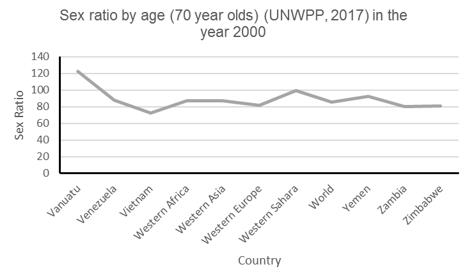 Sex ratio by age (70 year olds) (UNWPP, 2017) in the
year 2000
140
120
100
80
60
40
20
0
Sex Ratio
Vanuatu
Venezuela
Vietnam
Western Africa
Western Asia
Western Europe
Western Sahara
World
Yemen
Zambia
Zimbabwe
Country